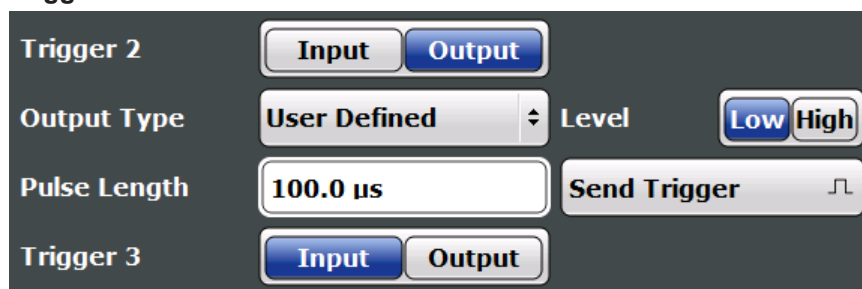 Trigger 2 Input Output
Output Type User Defined Level Low High
Pulse Length 100.0 µs Send Trigger
Trigger 3 Input Output